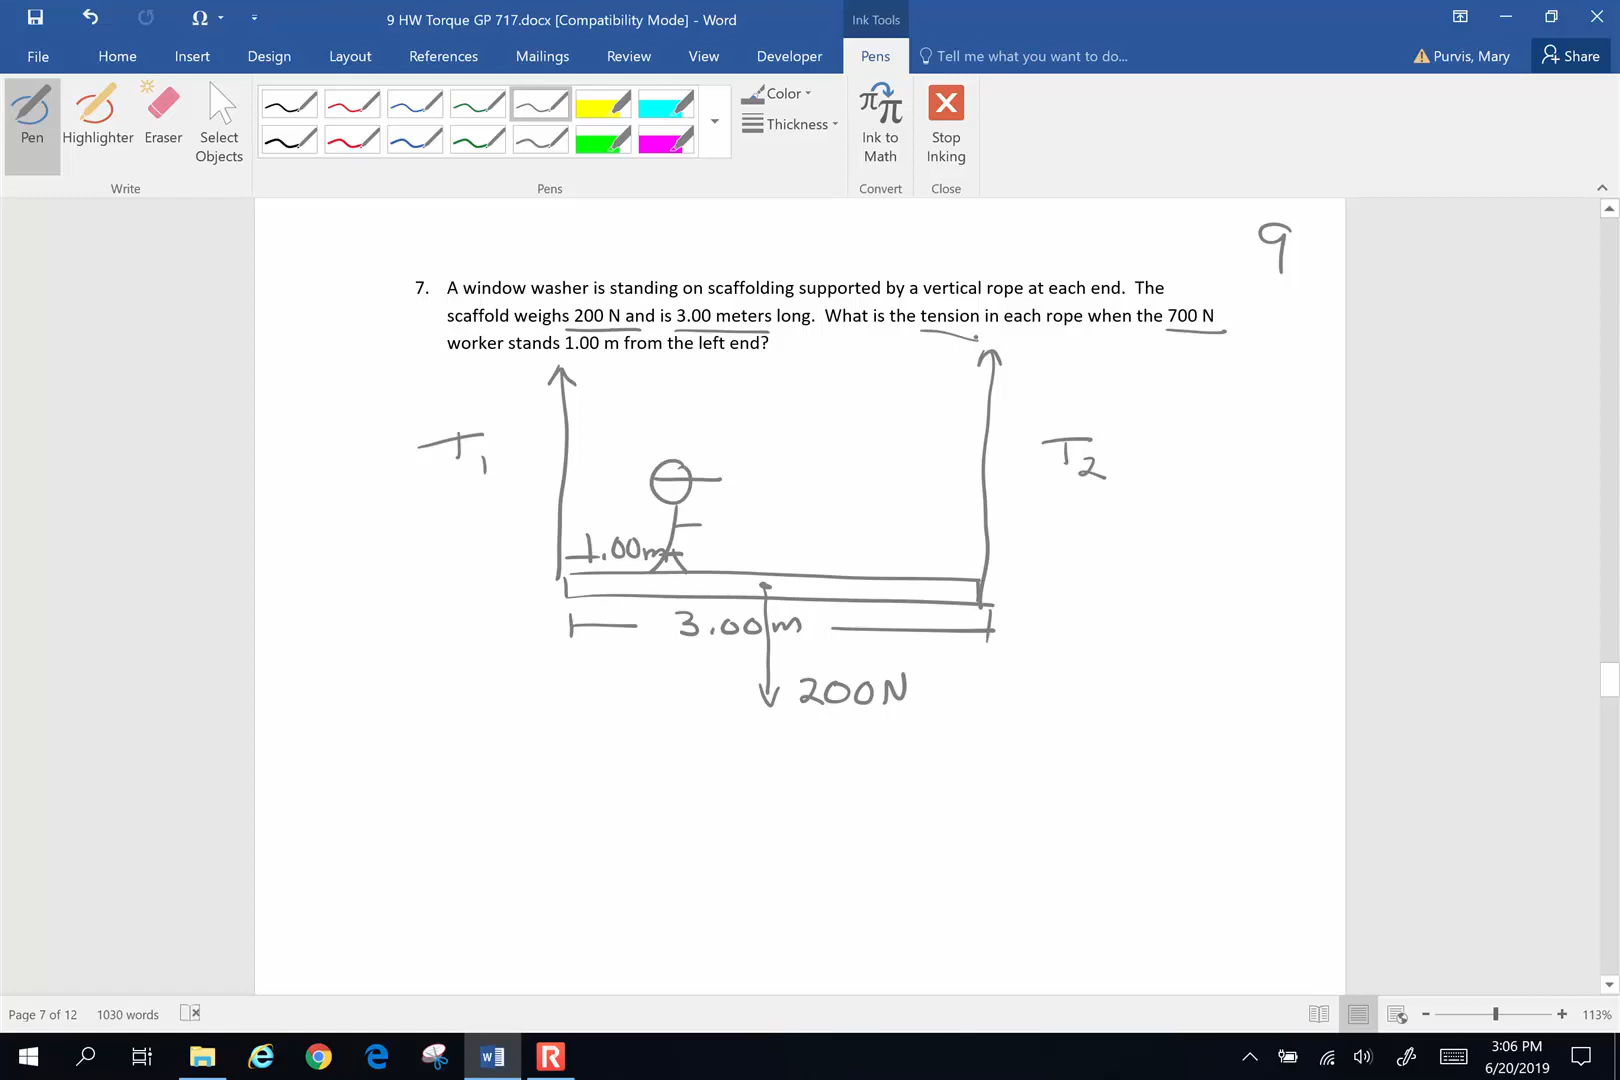 9 HW Torque GP 717.docx [Compatibility Mode] - Word
Ink Tools
File Home Insert Design Layout References Mailings Review View Developer Pens Tell me what you want to do... Purvis, Mary Share
Pen Highlighter Eraser Select Objects
Color
Thickness
Ink to Math
Stop Inking
Write Pens Convert Close
9
7. A window washer is standing on scaffolding supported by a vertical rope at each end. The
scaffold weighs 200 N and is 3.00 meters long. What is the tension in each rope when the 700 N
worker stands 1.00 m from the left end?
T1
T2
1.00m
3.00m
200N
Page 7 of 12 1030 words 113%
3:06 PM
6/20/2019